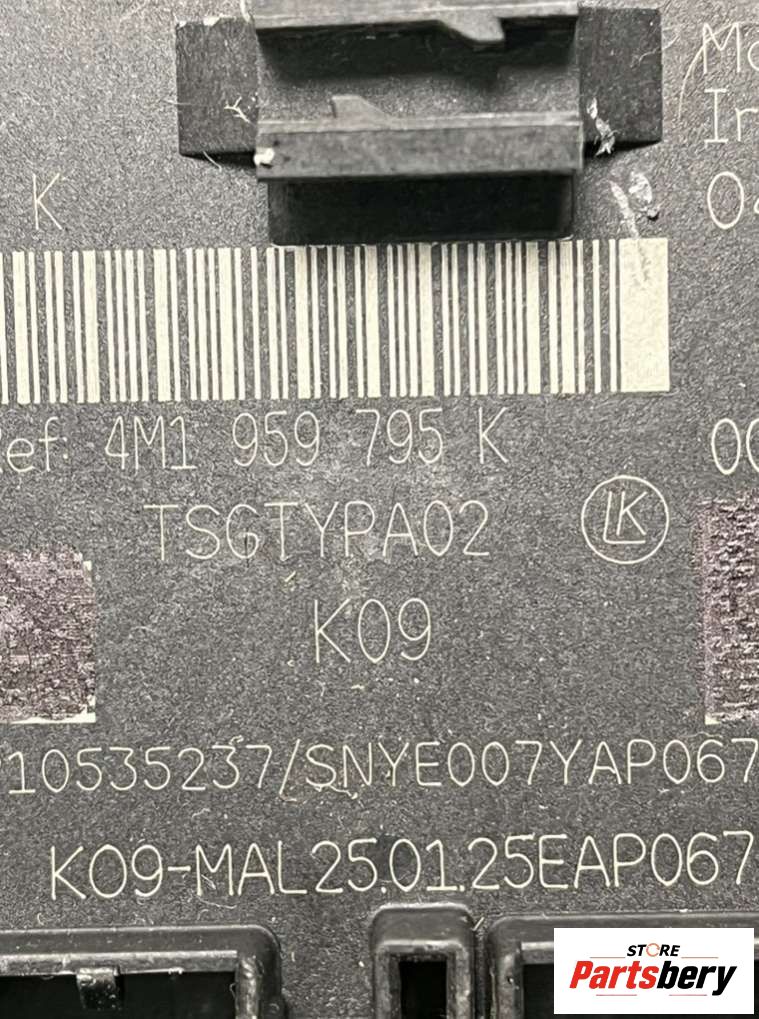 K
Ref: 4M1 959 795 K
TSGTYPA02
LK
K09
10535237/SNYE007YAP067
K09-MAL25.01.25EAP067
STORE
Partsbery